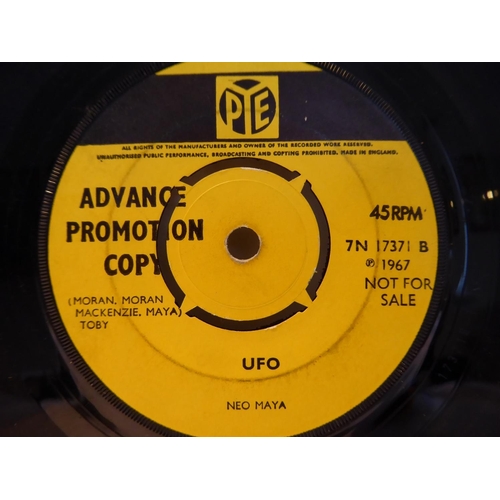 PYE
ALL RIGHTS OF THE MANUFACTURERS AND OWNER OF THE RECORDED WORK RESERVED.
UNAUTHORISED PUBLIC PERFORMANCE, BROADCASTING AND COPYING PROHIBITED. MADE IN ENGLAND.
ADVANCE
PROMOTION
COPY
45RPM
7N 17371 B
℗ 1967
NOT FOR
SALE
(MORAN, MORAN
MACKENZIE, MAYA)
TOBY
UFO
NEO MAYA